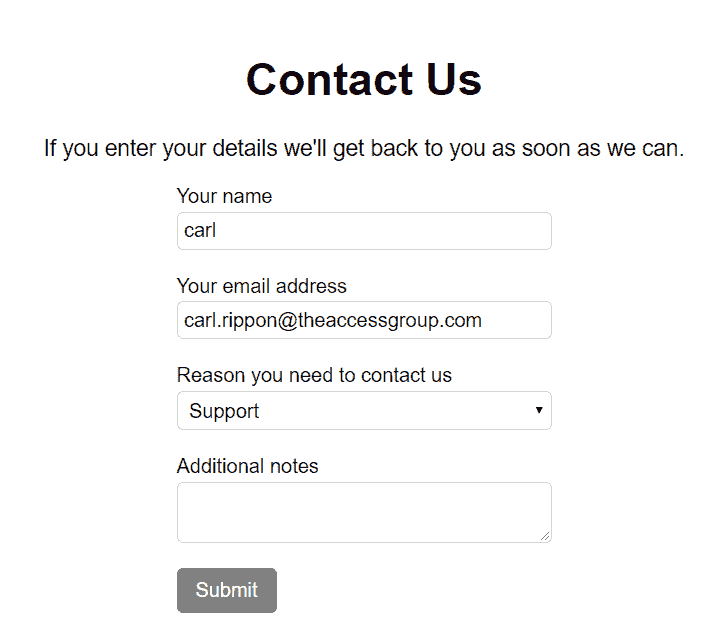 Contact Us
If you enter your details we'll get back to you as soon as we can.
Your name
carl
Your email address
carl.rippon@theaccessgroup.com
Reason you need to contact us
Support
Additional notes
Submit